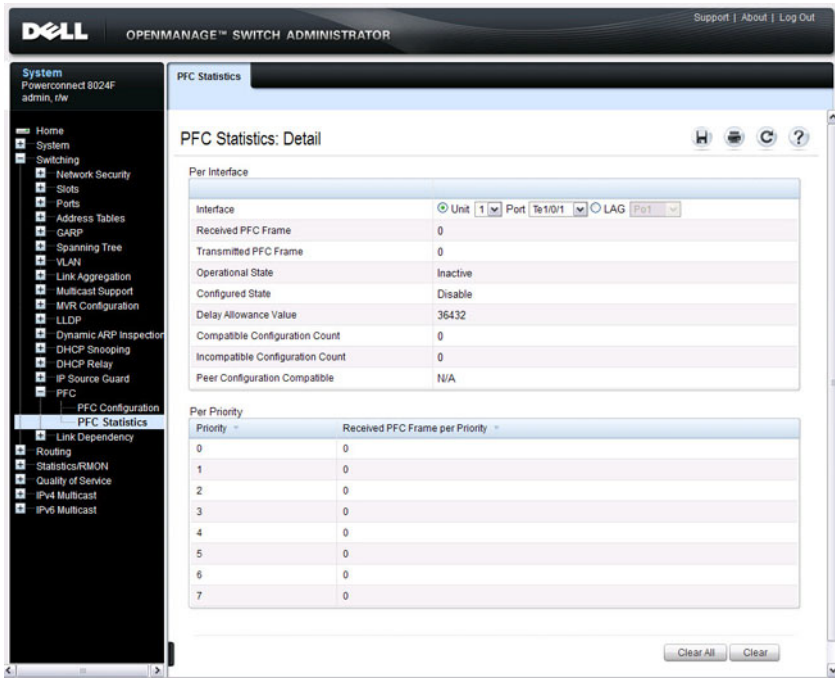 Support | About | Log Out
DELL
OPENMANAGE™ SWITCH ADMINISTRATOR
System
Powerconnect 8024F
admin, r/w
Home
System
Switching
Network Security
Slots
Ports
Address Tables
GARP
Spanning Tree
VLAN
Link Aggregation
Multicast Support
MVR Configuration
LLDP
Dynamic ARP Inspection
DHCP Snooping
DHCP Relay
IP Source Guard
PFC
PFC Configuration
PFC Statistics
Link Dependency
Routing
Statistics/RMON
Quality of Service
IPv4 Multicast
IPv6 Multicast
PFC Statistics
PFC Statistics: Detail
Per Interface
Interface Unit 1 Port Te1/0/1 LAG Po1
Received PFC Frame 0
Transmitted PFC Frame 0
Operational State Inactive
Configured State Disable
Delay Allowance Value 36432
Compatible Configuration Count 0
Incompatible Configuration Count 0
Peer Configuration Compatible N/A
Per Priority
Priority Received PFC Frame per Priority
0 0
1 0
2 0
3 0
4 0
5 0
6 0
7 0
Clear All Clear